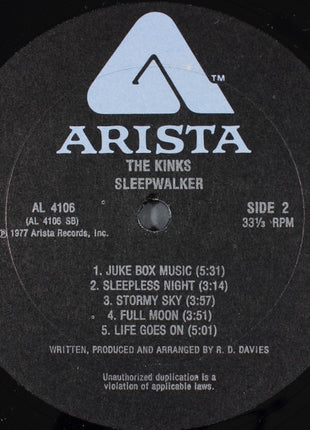 TM
ARISTA
THE KINKS
SLEEPWALKER
AL 4106
(AL 4106 SB)
Ⓟ1977 Arista Records, Inc.
SIDE 2
33⅓ RPM
1. JUKE BOX MUSIC (5:31)
2. SLEEPLESS NIGHT (3:14)
3. STORMY SKY (3:57)
4. FULL MOON (3:51)
5. LIFE GOES ON (5:01)
WRITTEN, PRODUCED AND ARRANGED BY R. D. DAVIES
Unauthorized duplication is a
violation of applicable laws.